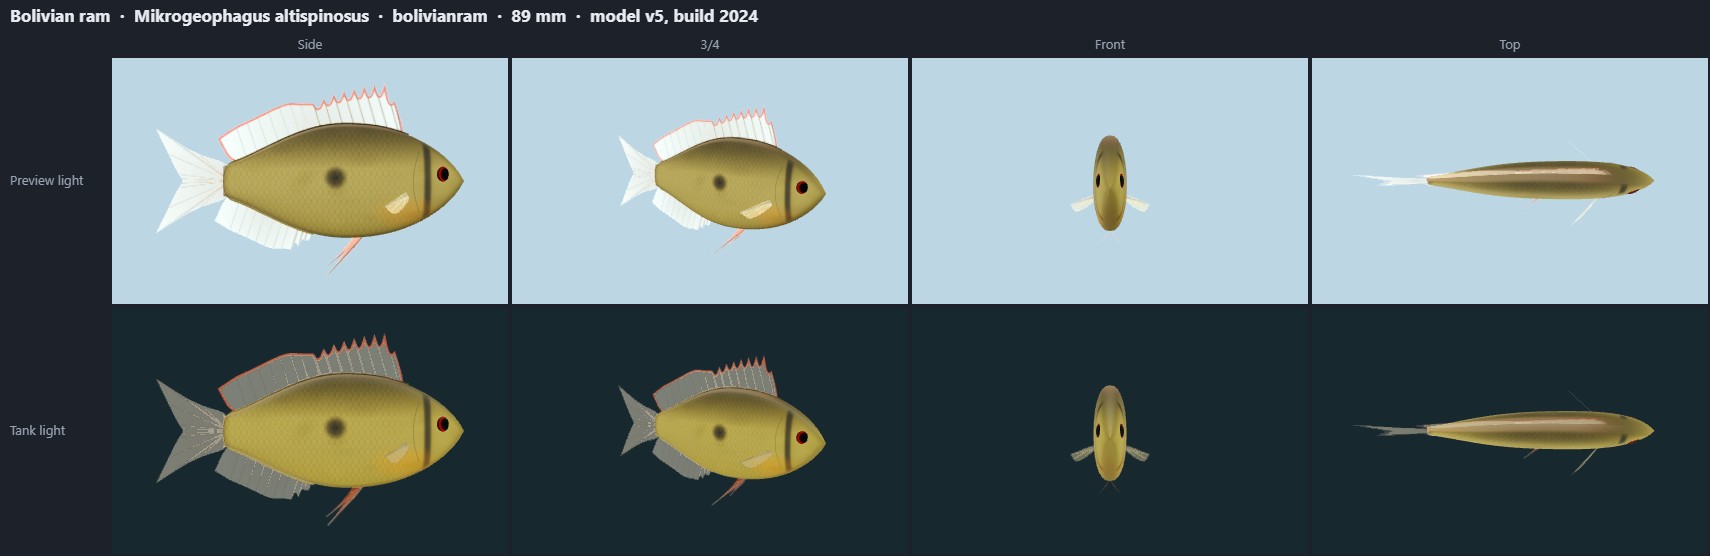 Bolivian ram · Mikrogeophagus altispinosus · bolivianram · 89 mm · model v5, build 2024
Side 3/4 Front Top
Preview light
Tank light